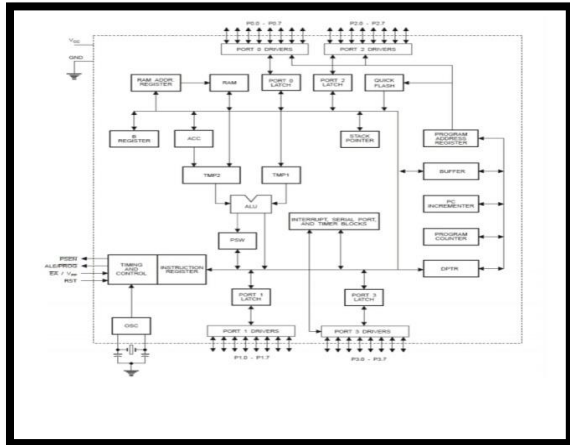 P0.0 - P0.7
P2.0 - P2.7
VCC
PORT 0 DRIVERS
PORT 2 DRIVERS
GND
RAM ADDR.
REGISTER
RAM
PORT 0
LATCH
PORT 2
LATCH
QUICK
FLASH
B
REGISTER
ACC
STACK
POINTER
PROGRAM
ADDRESS
REGISTER
TMP2
TMP1
BUFFER
ALU
PC
INCREMENTER
INTERRUPT, SERIAL PORT,
AND TIMER BLOCKS
PSW
PROGRAM
COUNTER
PSEN
ALE/PROG
EA / VPP
RST
TIMING
AND
CONTROL
INSTRUCTION
REGISTER
DPTR
PORT 1
LATCH
PORT 3
LATCH
OSC
PORT 1 DRIVERS
PORT 3 DRIVERS
P1.0 - P1.7
P3.0 - P3.7